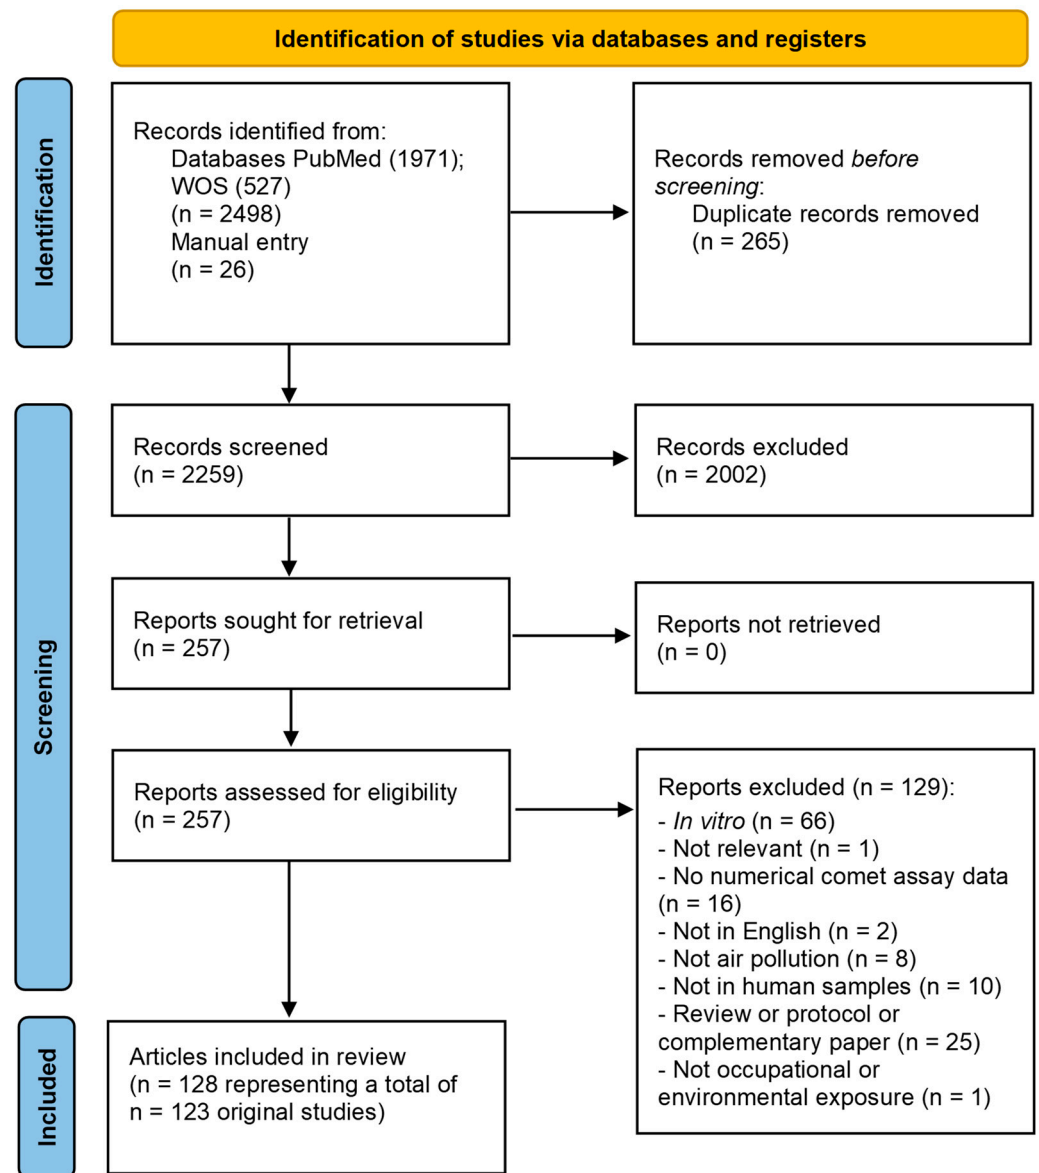 Identification of studies via databases and registers
Identification
Records identified from:
Databases PubMed (1971);
WOS (527)
(n = 2498)
Manual entry
(n = 26)
Records removed before
screening:
Duplicate records removed
(n = 265)
Screening
Records screened
(n = 2259)
Records excluded
(n = 2002)
Reports sought for retrieval
(n = 257)
Reports not retrieved
(n = 0)
Reports assessed for eligibility
(n = 257)
Reports excluded (n = 129):
- In vitro (n = 66)
- Not relevant (n = 1)
- No numerical comet assay data
(n = 16)
- Not in English (n = 2)
- Not air pollution (n = 8)
- Not in human samples (n = 10)
- Review or protocol or
complementary paper (n = 25)
- Not occupational or
environmental exposure (n = 1)
Included
Articles included in review
(n = 128 representing a total of
n = 123 original studies)